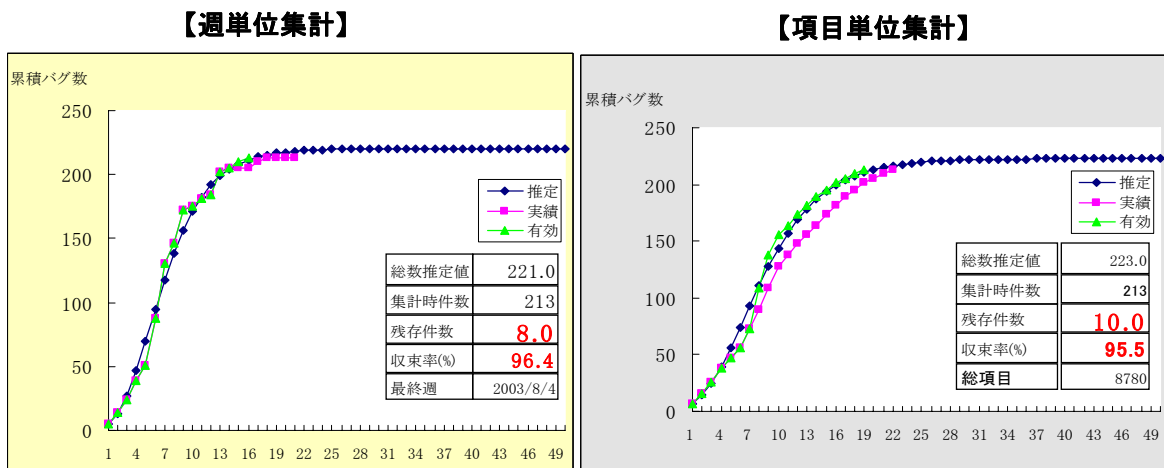 【週単位集計】
累積バグ数
250
200
150
100
50
0
1 4 7 10 13 16 19 22 25 28 31 34 37 40 43 46 49
推定
実績
有効
総数推定値 221.0
集計時件数 213
残存件数 8.0
収束率(%) 96.4
最終週 2003/8/4
【項目単位集計】
累積バグ数
250
200
150
100
50
0
1 4 7 10 13 16 19 22 25 28 31 34 37 40 43 46 49
推定
実績
有効
総数推定値 223.0
集計時件数 213
残存件数 10.0
収束率(%) 95.5
総項目 8780